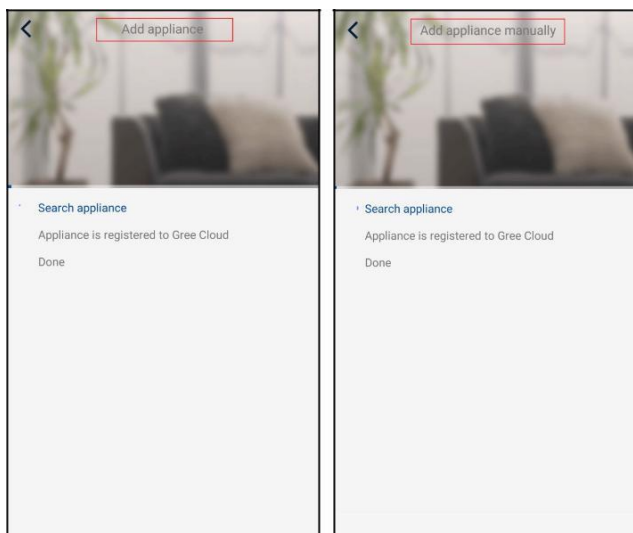 Add appliance
Search appliance
Appliance is registered to Gree Cloud
Done
Add appliance manually
Search appliance
Appliance is registered to Gree Cloud
Done